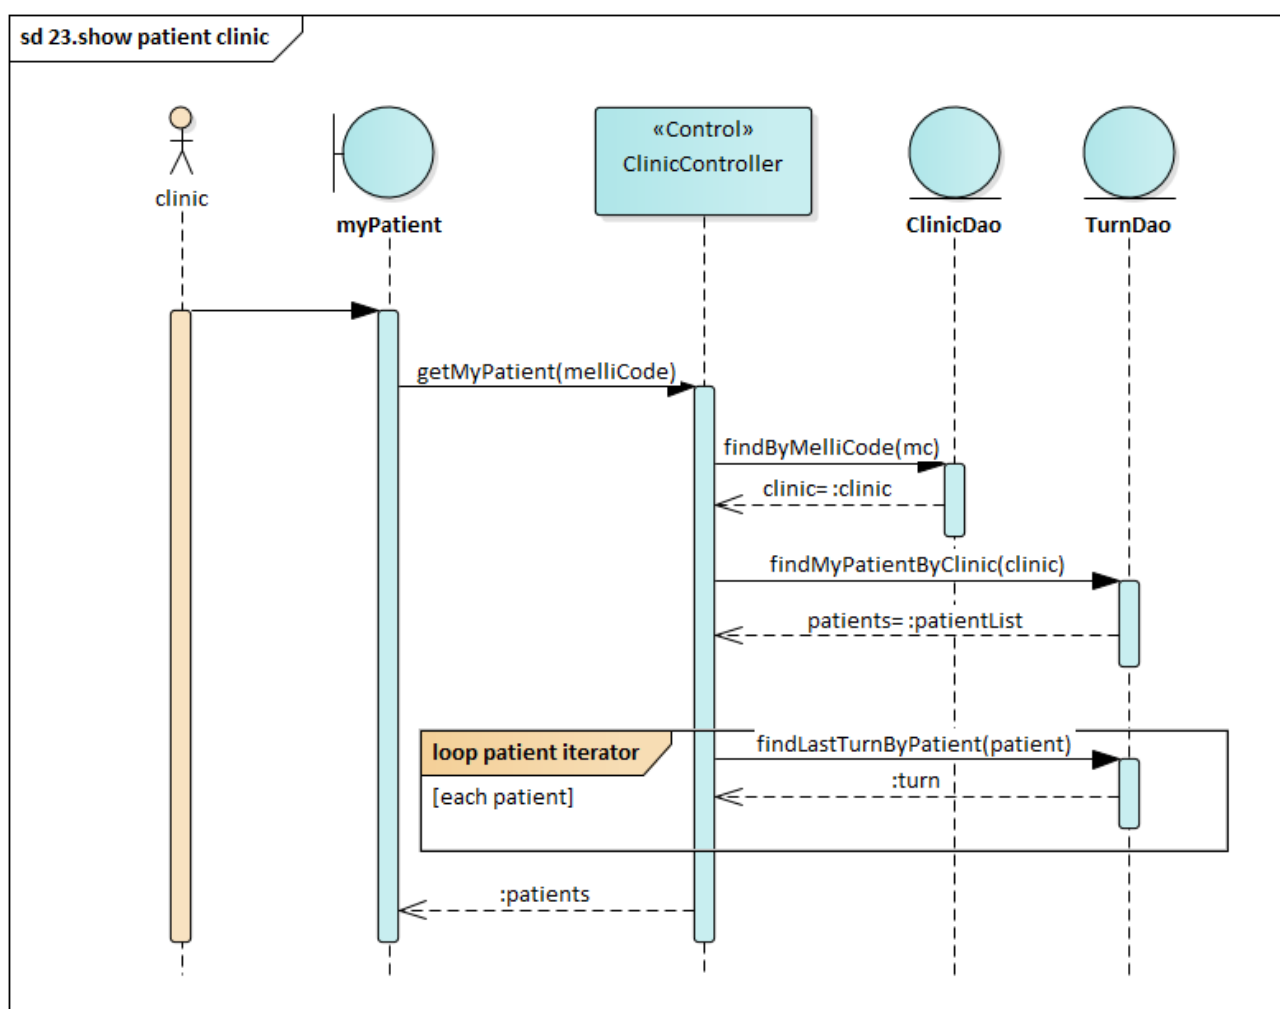 sd 23.show patient clinic
clinic
myPatient
«Control»
ClinicController
ClinicDao
TurnDao
getMyPatient(melliCode)
findByMelliCode(mc)
clinic= :clinic
findMyPatientByClinic(clinic)
patients= :patientList
loop patient iterator
findLastTurnByPatient(patient)
:turn
[each patient]
:patients